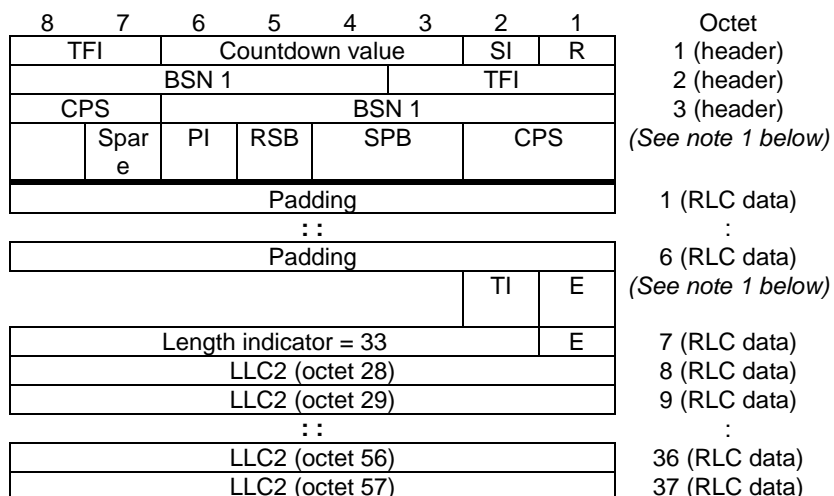 8 7 6 5 4 3 2 1 Octet
TFI Countdown value SI R 1 (header)
BSN 1 TFI 2 (header)
CPS BSN 1 3 (header)
Spar
e PI RSB SPB CPS (See note 1 below)
Padding 1 (RLC data)
: : :
Padding 6 (RLC data)
TI E (See note 1 below)
Length indicator = 33 E 7 (RLC data)
LLC2 (octet 28) 8 (RLC data)
LLC2 (octet 29) 9 (RLC data)
: : :
LLC2 (octet 56) 36 (RLC data)
LLC2 (octet 57) 37 (RLC data)